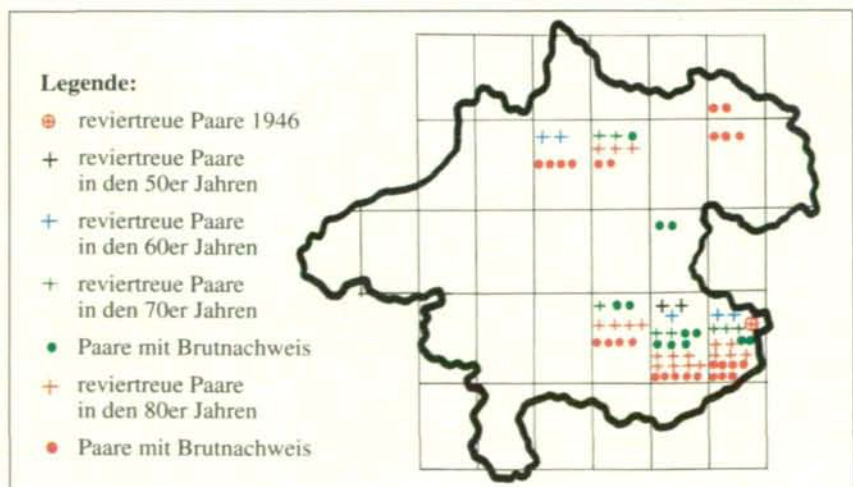 Legende:
reviertreue Paare 1946
reviertreue Paare
in den 50er Jahren
reviertreue Paare
in den 60er Jahren
reviertreue Paare
in den 70er Jahren
Paare mit Brutnachweis
reviertreue Paare
in den 80er Jahren
Paare mit Brutnachweis